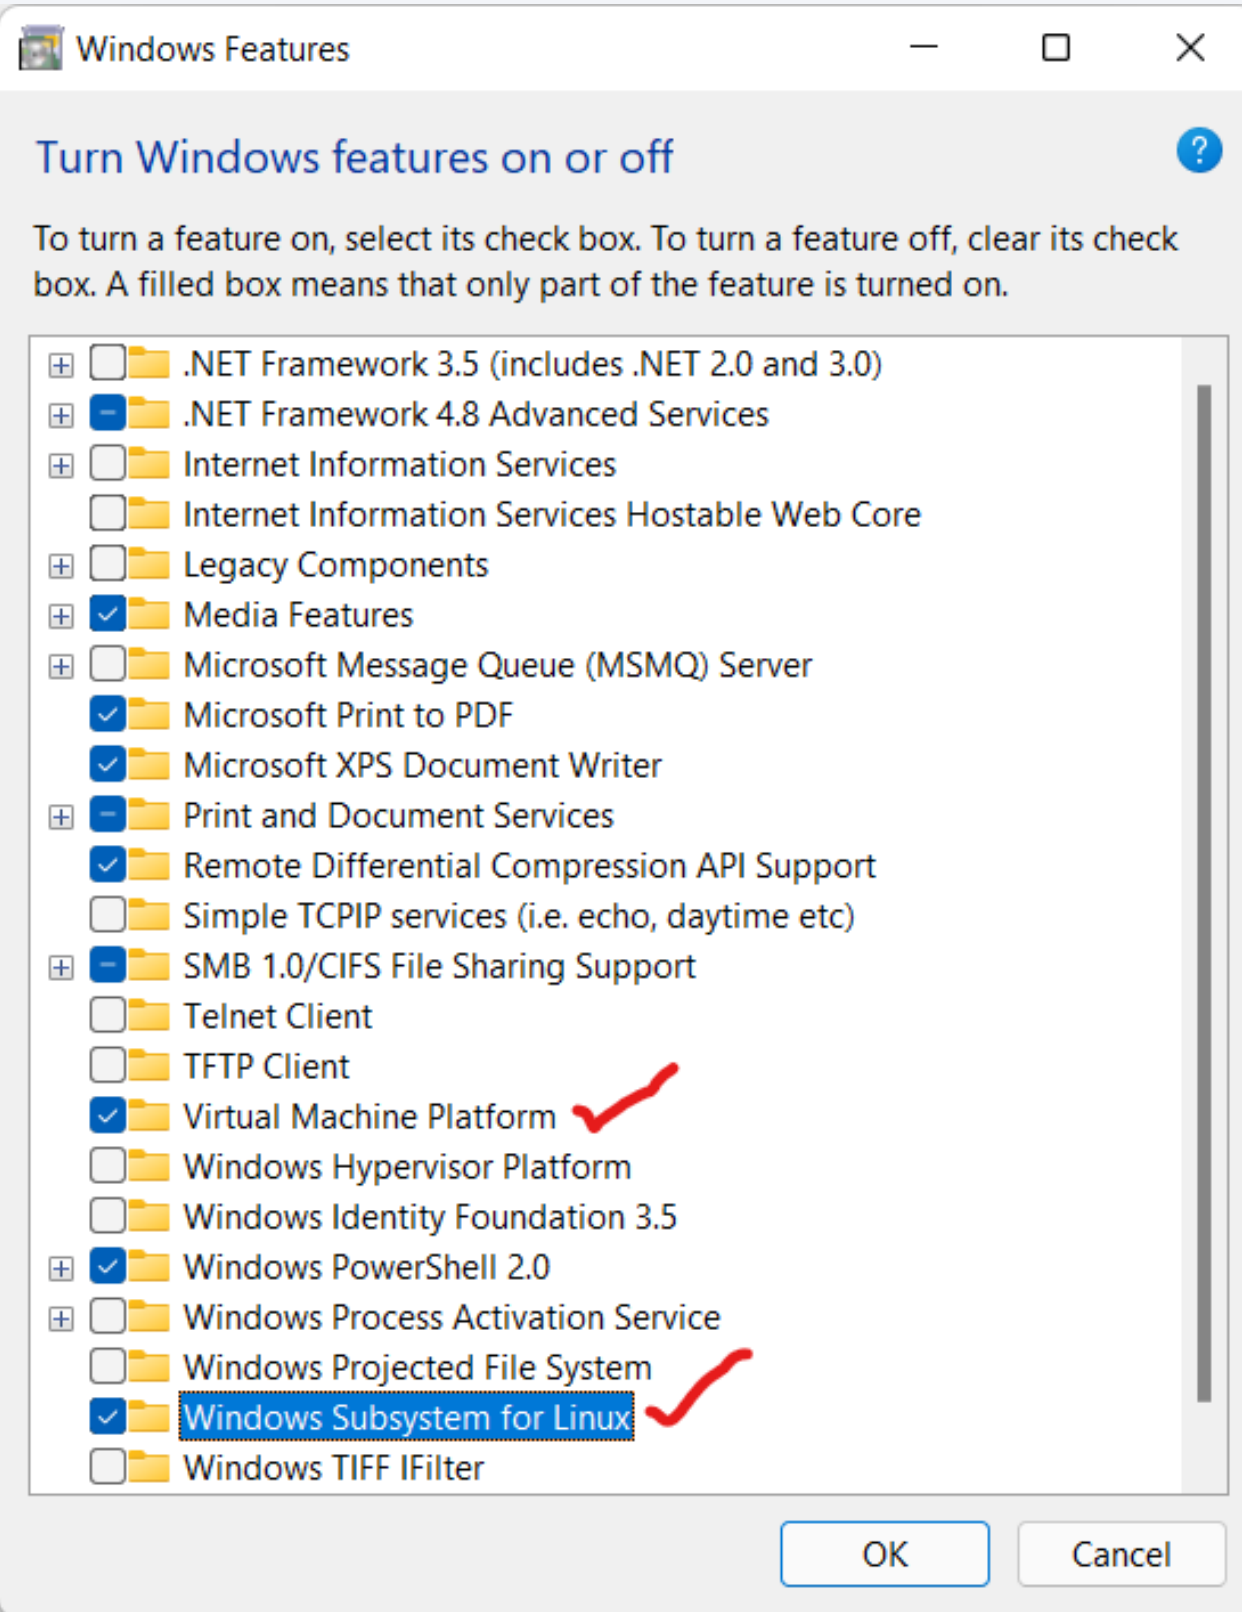 Windows Features
Turn Windows features on or off
?
To turn a feature on, select its check box. To turn a feature off, clear its check
box. A filled box means that only part of the feature is turned on.
.NET Framework 3.5 (includes .NET 2.0 and 3.0)
.NET Framework 4.8 Advanced Services
Internet Information Services
Internet Information Services Hostable Web Core
Legacy Components
Media Features
Microsoft Message Queue (MSMQ) Server
Microsoft Print to PDF
Microsoft XPS Document Writer
Print and Document Services
Remote Differential Compression API Support
Simple TCPIP services (i.e. echo, daytime etc)
SMB 1.0/CIFS File Sharing Support
Telnet Client
TFTP Client
Virtual Machine Platform
Windows Hypervisor Platform
Windows Identity Foundation 3.5
Windows PowerShell 2.0
Windows Process Activation Service
Windows Projected File System
Windows Subsystem for Linux
Windows TIFF IFilter
OK Cancel